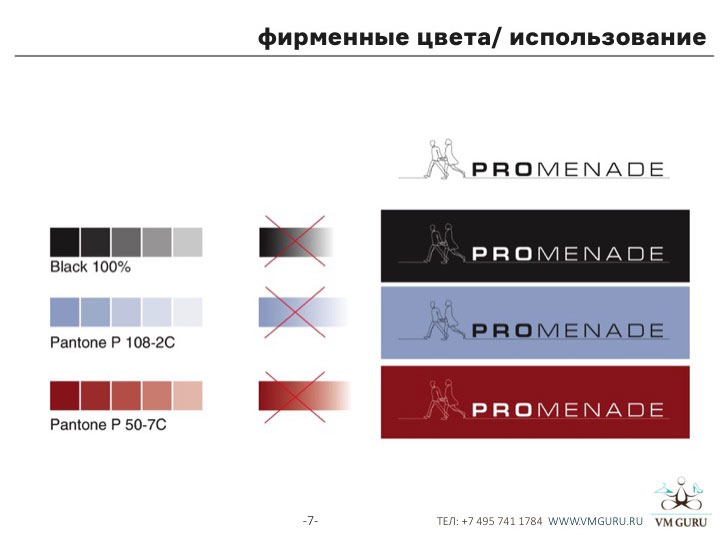 фирменные цвета/ использование
PROMENADE
Black 100%
PROMENADE
Pantone P 108-2C
PROMENADE
Pantone P 50-7C
PROMENADE
-7-
ТЕЛ: +7 495 741 1784 WWW.VMGURU.RU
VM GURU